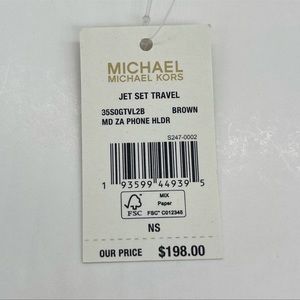 MICHAEL
MICHAEL KORS
JET SET TRAVEL
35S0GTVL2B BROWN
MD ZA PHONE HLDR
S247-0002
1 93599 44939 5
FSC
MIX
Paper
FSC® C012345
NS
OUR PRICE $198.00